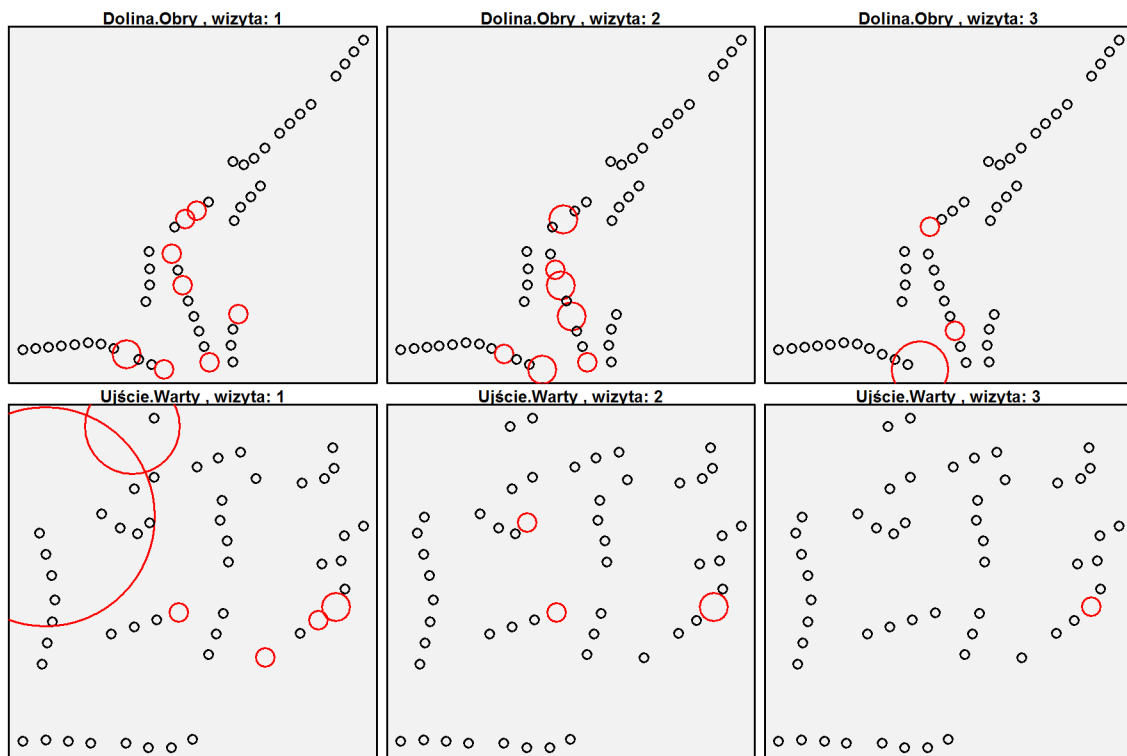 Dolina.Obry , wizyta: 1
Dolina.Obry , wizyta: 2
Dolina.Obry , wizyta: 3
Ujście.Warty , wizyta: 1
Ujście.Warty , wizyta: 2
Ujście.Warty , wizyta: 3